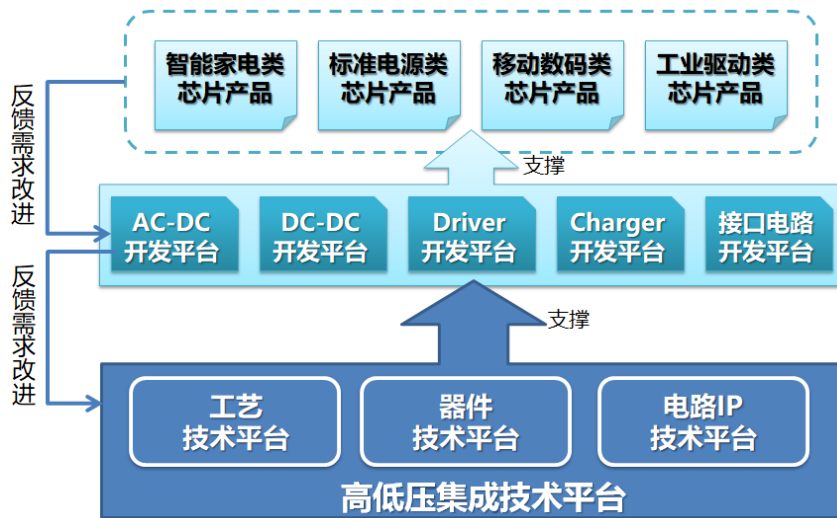 智能家电类
芯片产品
标准电源类
芯片产品
移动数码类
芯片产品
工业驱动类
芯片产品
反馈需求改进
支撑
AC-DC
开发平台
DC-DC
开发平台
Driver
开发平台
Charger
开发平台
接口电路
开发平台
反馈需求改进
支撑
工艺
技术平台
器件
技术平台
电路IP
技术平台
高低压集成技术平台